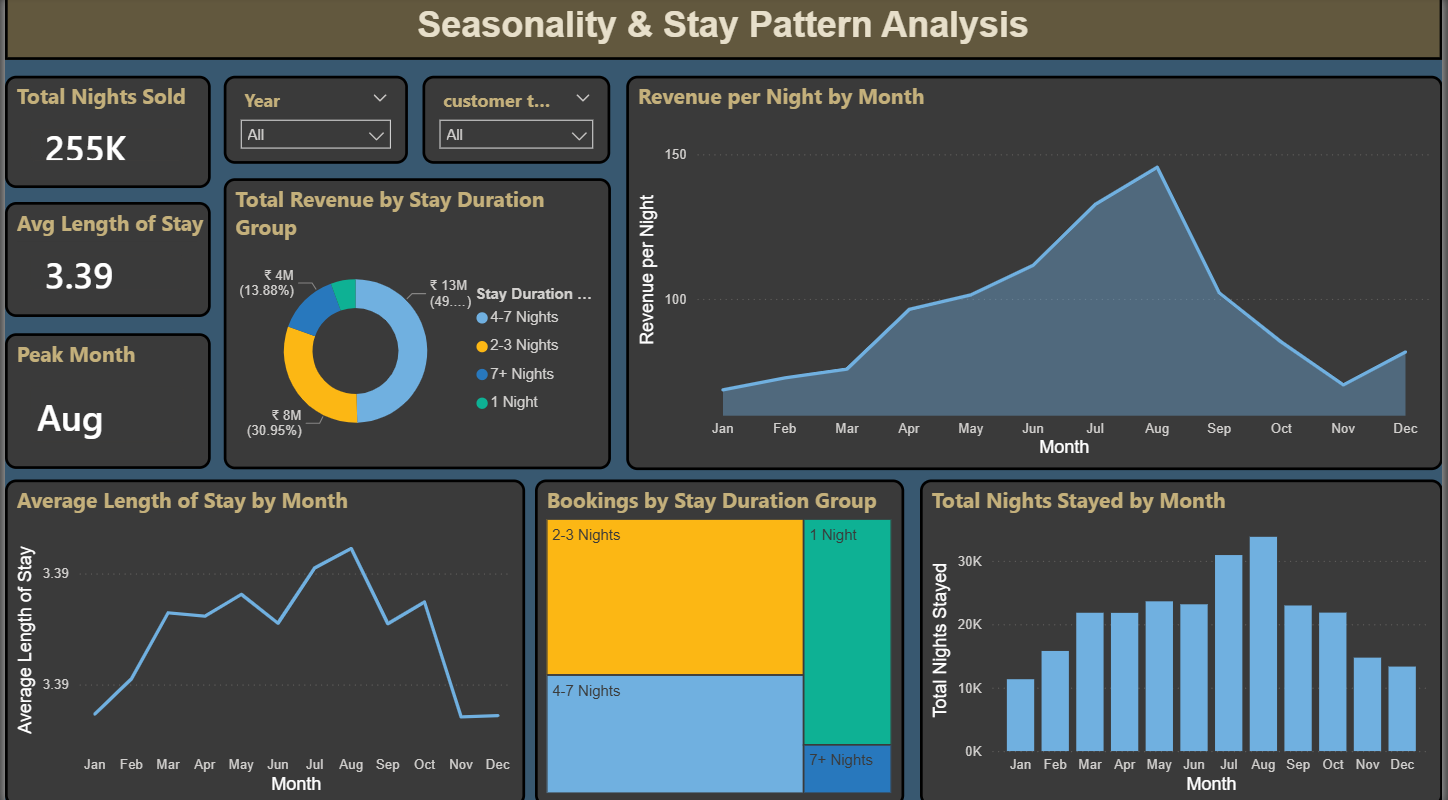 Seasonality & Stay Pattern Analysis
Total Nights Sold
255K
Year
All
customer t...
All
Avg Length of Stay
3.39
Peak Month
Aug
Total Revenue by Stay Duration
Group
₹ 4M
(13.88%)
₹ 13M
(49....)
₹ 8M
(30.95%)
Stay Duration ...
4-7 Nights
2-3 Nights
7+ Nights
1 Night
Revenue per Night by Month
Revenue per Night
150
100
Jan Feb Mar Apr May Jun Jul Aug Sep Oct Nov Dec
Month
Average Length of Stay by Month
Average Length of Stay
3.39
3.39
Jan Feb Mar Apr May Jun Jul Aug Sep Oct Nov Dec
Month
Bookings by Stay Duration Group
2-3 Nights
1 Night
4-7 Nights
7+ Nights
Total Nights Stayed by Month
Total Nights Stayed
30K
20K
10K
0K
Jan Feb Mar Apr May Jun Jul Aug Sep Oct Nov Dec
Month